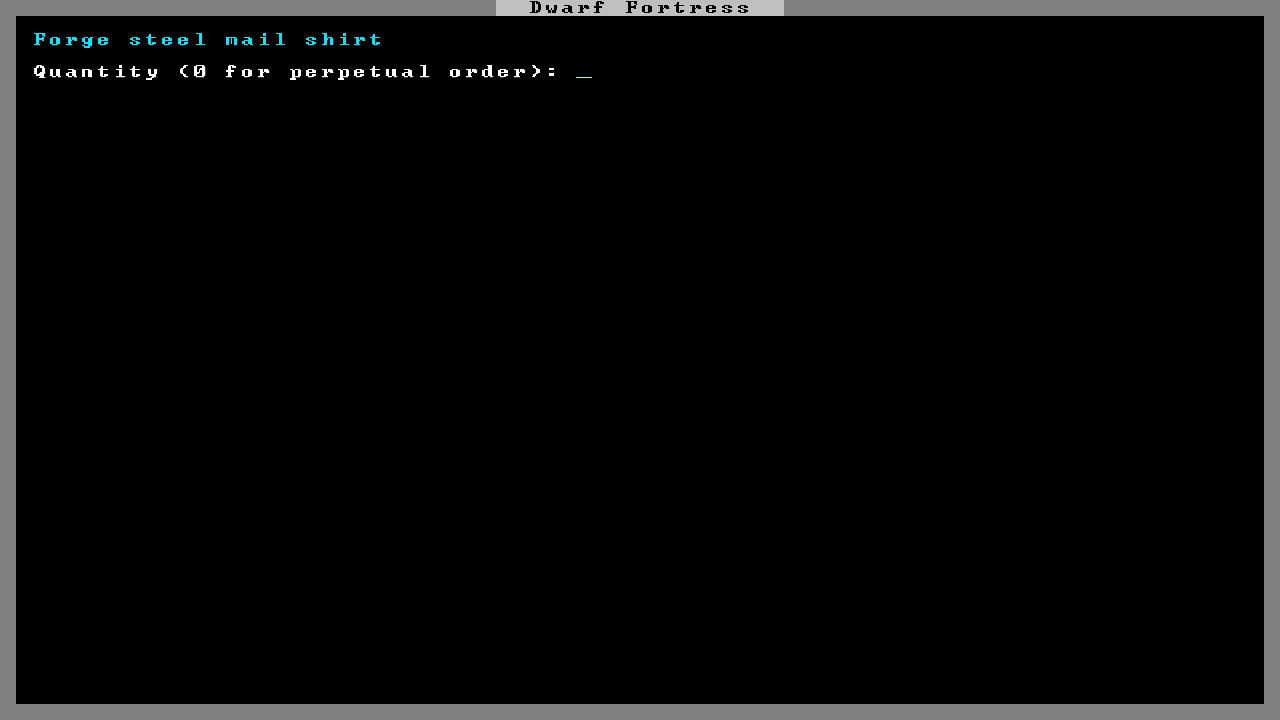 Dwarf Fortress
Forge steel mail shirt
Quantity (0 for perpetual order): _